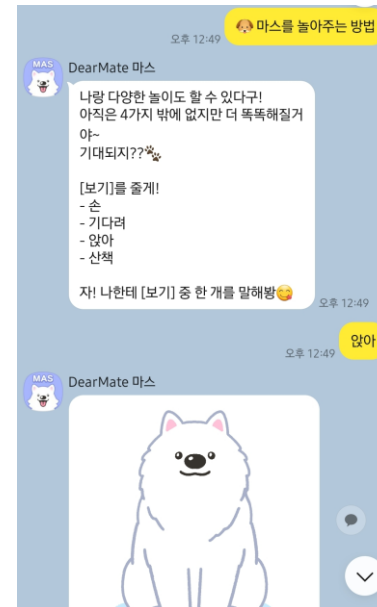 🐶 마스를 놀아주는 방법
오후 12:49
MAS
DearMate 마스
나랑 다양한 놀이도 할 수 있다구!
아직은 4가지 밖에 없지만 더 똑똑해질거
야~
기대되지??🐾
[보기]를 줄게!
- 손
- 기다려
- 앉아
- 산책
자! 나한테 [보기] 중 한 개를 말해봥😋
오후 12:49
앉아
오후 12:49
MAS
DearMate 마스